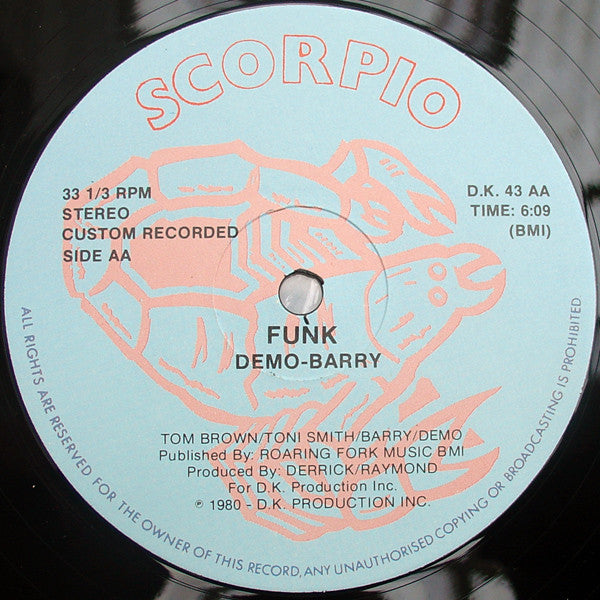 SCORPIO
33 1/3 RPM
STEREO
CUSTOM RECORDED
SIDE AA
D.K. 43 AA
TIME: 6:09
(BMI)
FUNK
DEMO-BARRY
TOM BROWN/TONI SMITH/BARRY/DEMO
Published By: ROARING FORK MUSIC BMI
Produced By: DERRICK/RAYMOND
For D.K. Production Inc.
℗ 1980 - D.K. PRODUCTION INC.
ALL RIGHTS ARE RESERVED FOR THE OWNER OF THIS RECORD, ANY UNAUTHORISED COPYING OR BROADCASTING IS PROHIBITED